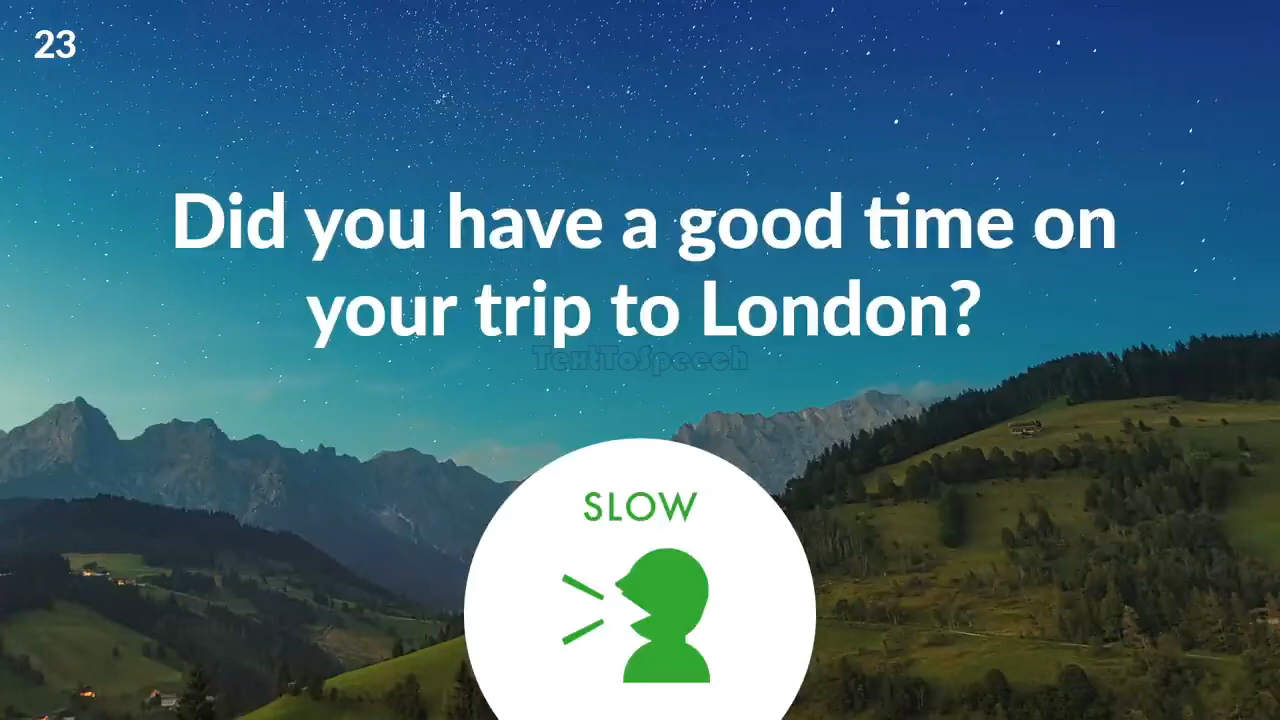 23
Did you have a good time on
your trip to London?
TextToSpeech
SLOW